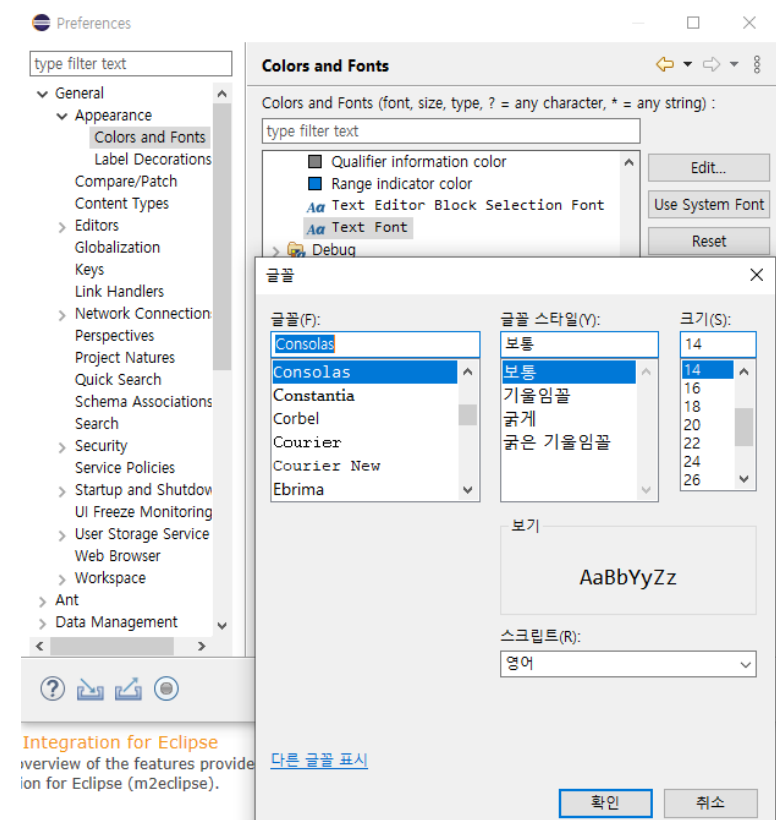 Preferences
type filter text
General
Appearance
Colors and Fonts
Label Decorations
Compare/Patch
Content Types
Editors
Globalization
Keys
Link Handlers
Network Connection
Perspectives
Project Natures
Quick Search
Schema Associations
Search
Security
Service Policies
Startup and Shutdow
UI Freeze Monitoring
User Storage Service
Web Browser
Workspace
Ant
Data Management
Colors and Fonts
Colors and Fonts (font, size, type, ? = any character, * = any string) :
type filter text
Qualifier information color
Range indicator color
Aa Text Editor Block Selection Font
Aa Text Font
Debug
Edit...
Use System Font
Reset
글꼴
글꼴(F):
Consolas
Consolas
Constantia
Corbel
Courier
Courier New
Ebrima
글꼴 스타일(Y):
보통
보통
기울임꼴
굵게
굵은 기울임꼴
크기(S):
14
14
16
18
20
22
24
26
보기
AaBbYyZz
스크립트(R):
영어
다른 글꼴 표시
확인
취소
Integration for Eclipse
overview of the features provide
ion for Eclipse (m2eclipse).